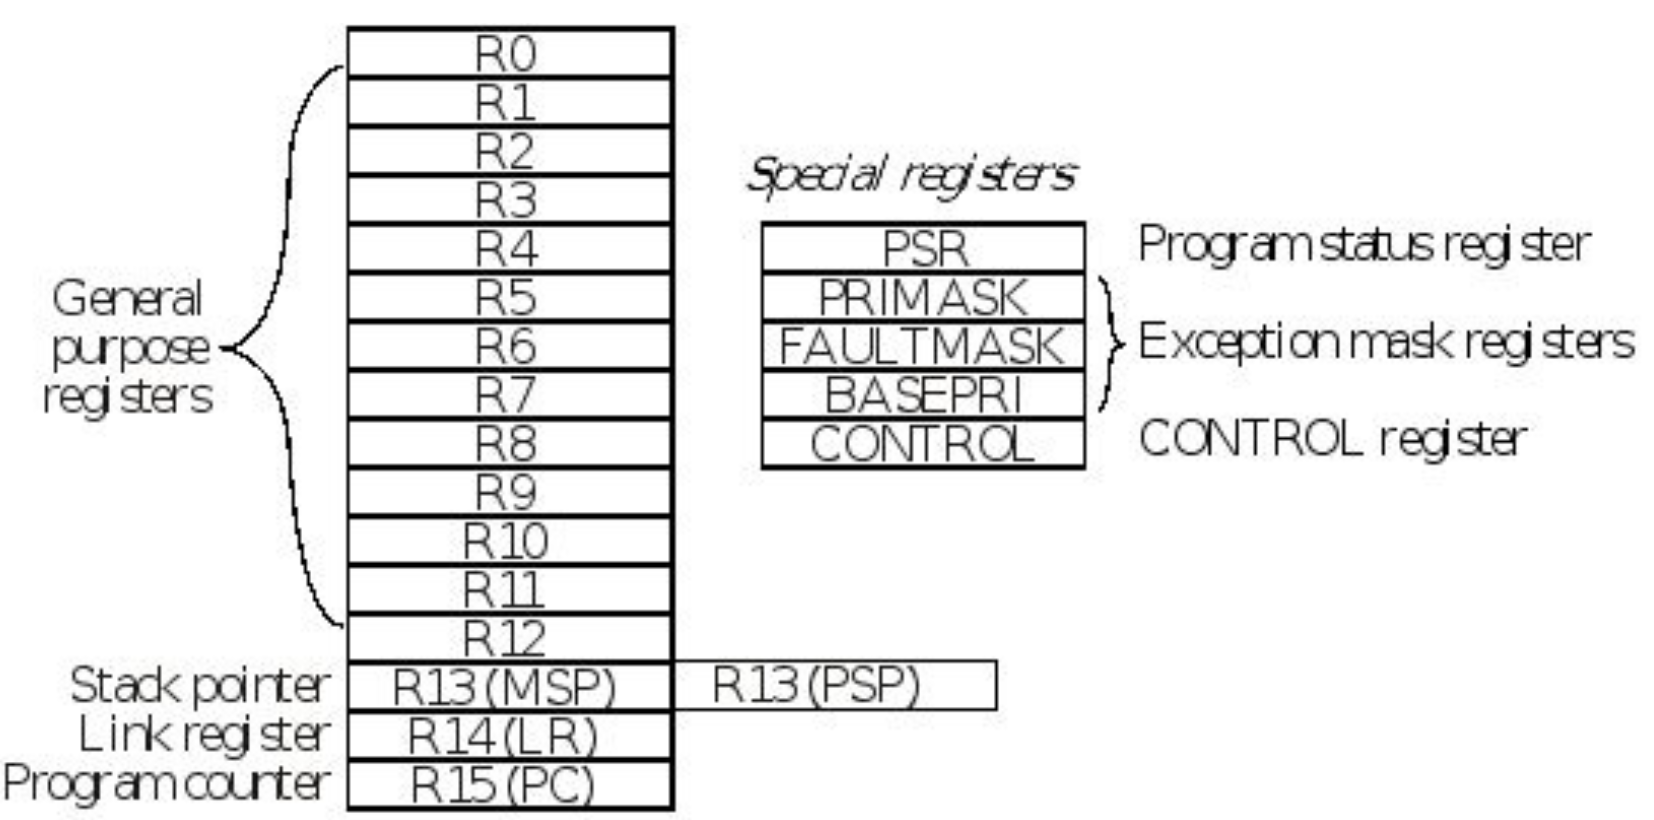 R0
R1
R2
R3
R4
R5
R6
R7
R8
R9
R10
R11
R12
General
purpose
registers
Stack pointer R13 (MSP) R13 (PSP)
Link register R14 (LR)
Program counter R15 (PC)
Special registers
PSR Program status register
PRIMASK
FAULTMASK Exception mask registers
BASEPRI
CONTROL CONTROL register